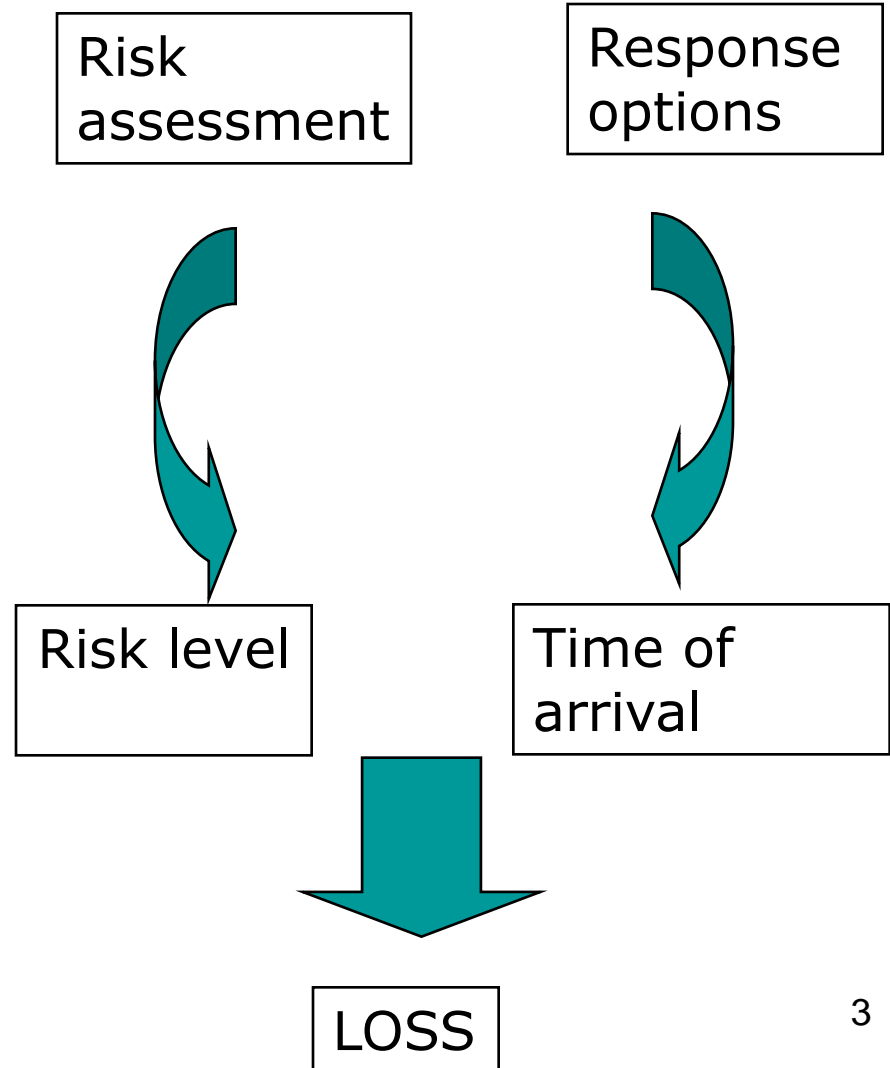 Risk
assessment
Response
options
Risk level
Time of
arrival
LOSS
3